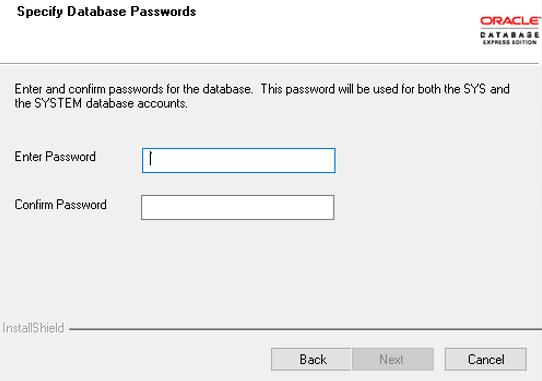 Specify Database Passwords
ORACLE
DATABASE
EXPRESS EDITION
Enter and confirm passwords for the database.  This password will be used for both the SYS and
the SYSTEM database accounts.
Enter Password
Confirm Password
InstallShield
Back Next Cancel